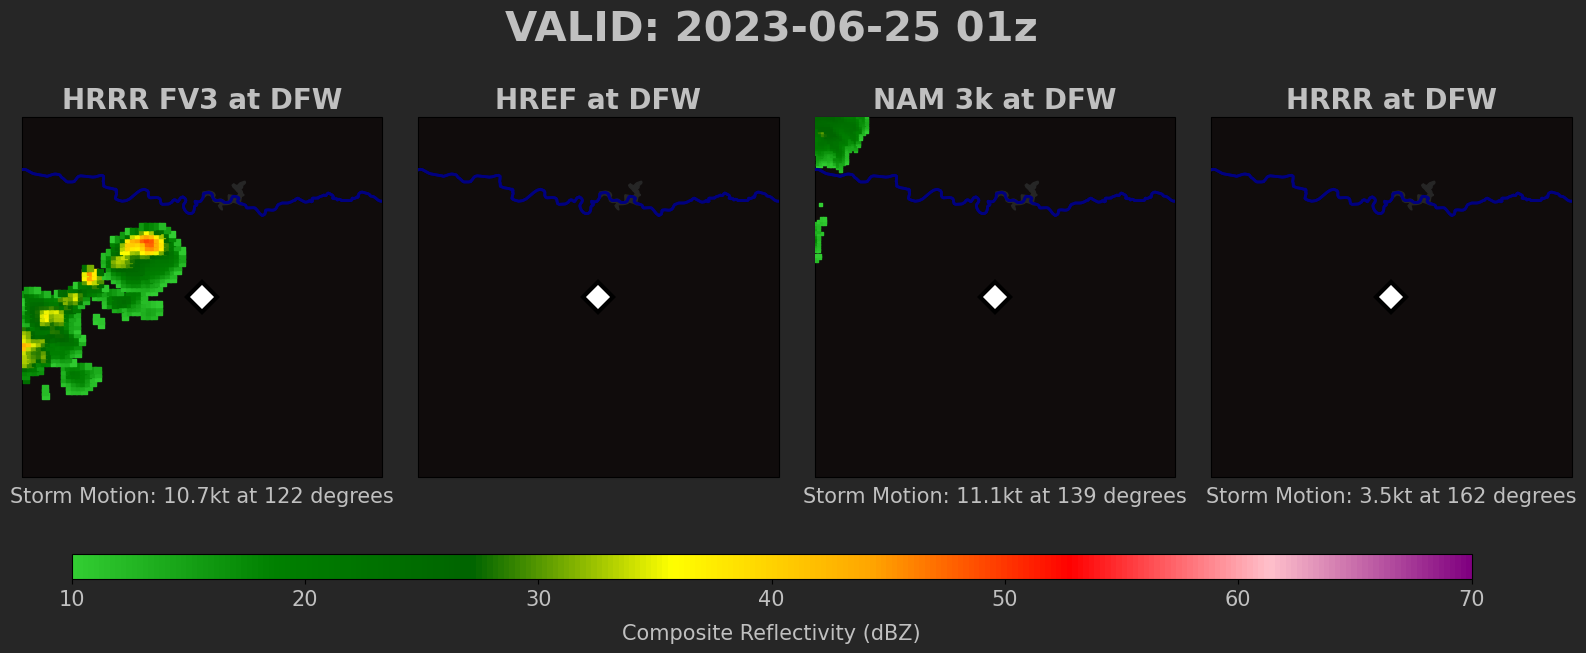 VALID: 2023-06-25 01z
HRRR FV3 at DFW
HREF at DFW
NAM 3k at DFW
HRRR at DFW
Storm Motion: 10.7kt at 122 degrees
Storm Motion: 11.1kt at 139 degrees
Storm Motion: 3.5kt at 162 degrees
10 20 30 40 50 60 70
Composite Reflectivity (dBZ)